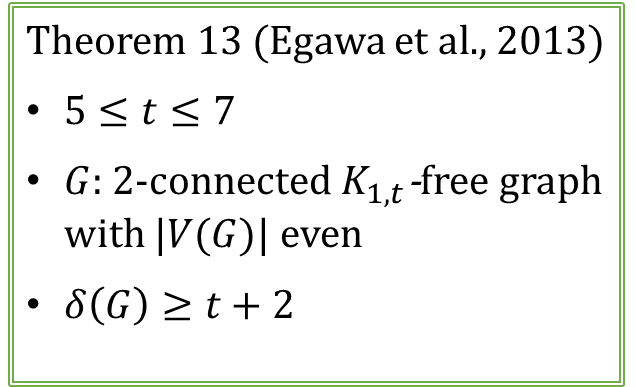 Theorem 13 (Egawa et al., 2013)
• 5 ≤ t ≤ 7
• G: 2-connected K₁,ₜ-free graph
with |V(G)| even
• δ(G) ≥ t + 2